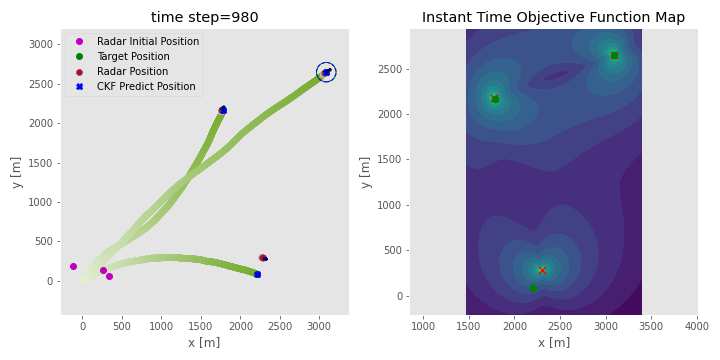 time step=980
3000
2500
2000
1500
1000
500
0
y [m]
Radar Initial Position
Target Position
Radar Position
CKF Predict Position
0 500 1000 1500 2000 2500 3000
x [m]
Instant Time Objective Function Map
2500
2000
1500
1000
500
0
y [m]
1000 1500 2000 2500 3000 3500 4000
x [m]